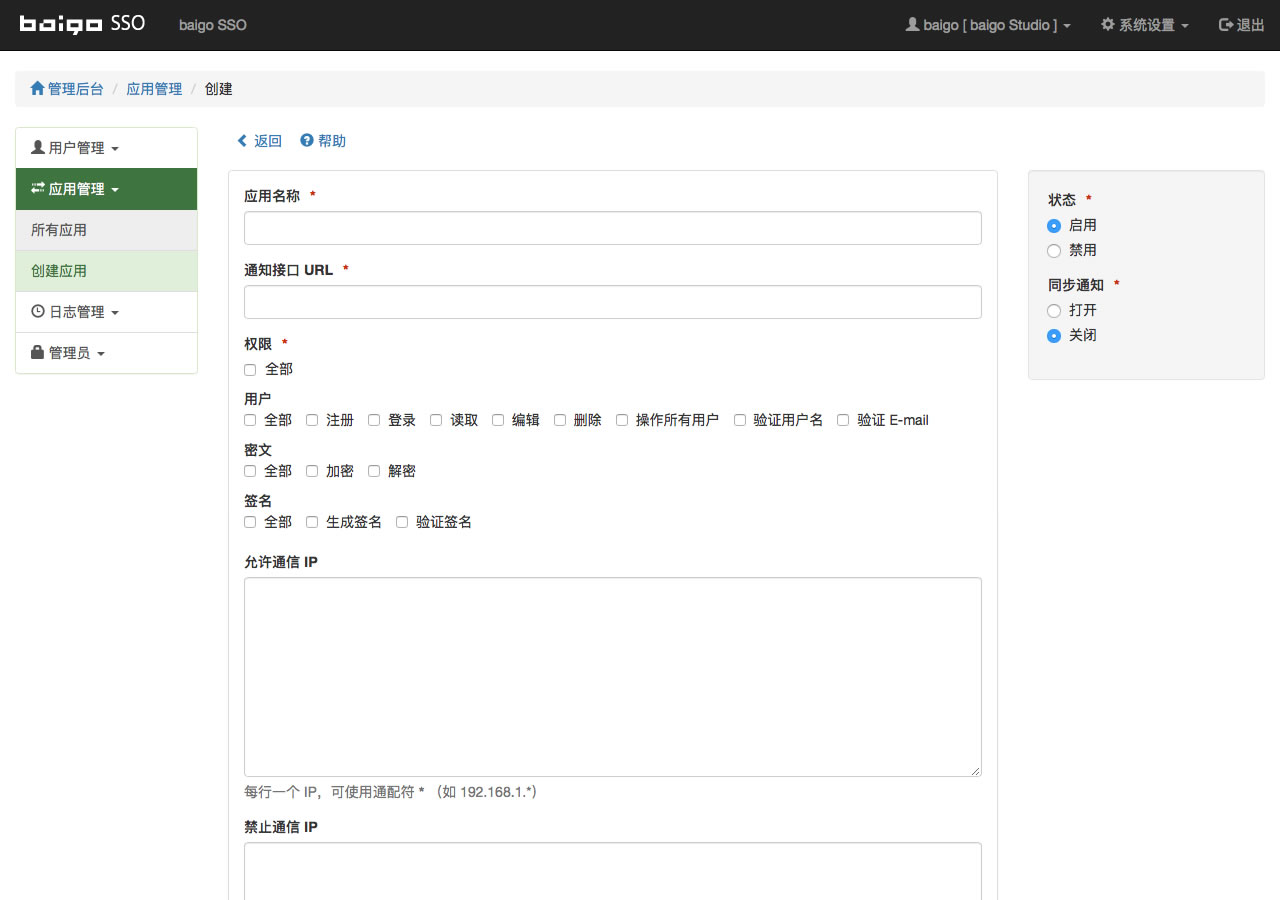 baigo SSO baigo SSO baigo [ baigo Studio ] 系统设置 退出
管理后台 / 应用管理 / 创建
用户管理
应用管理
所有应用
创建应用
日志管理
管理员
返回 帮助
应用名称 *
通知接口 URL *
权限 *
全部
用户
全部 注册 登录 读取 编辑 删除 操作所有用户 验证用户名 验证 E-mail
密文
全部 加密 解密
签名
全部 生成签名 验证签名
允许通信 IP
每行一个 IP，可使用通配符 * （如 192.168.1.*）
禁止通信 IP
状态 *
启用
禁用
同步通知 *
打开
关闭